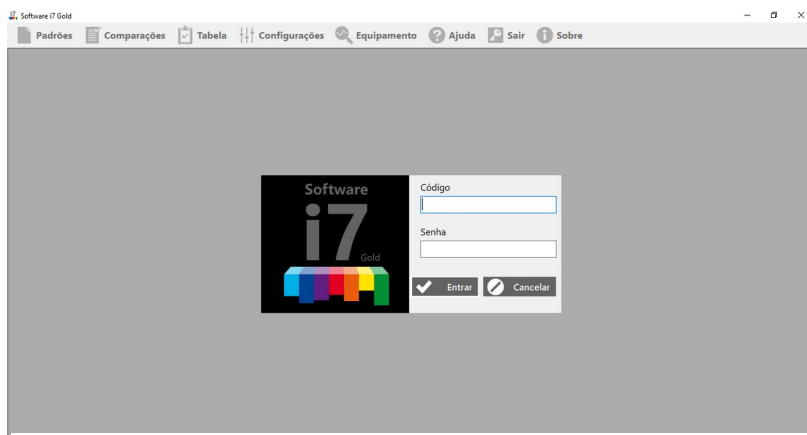 Software i7 Gold
Padrões Comparações Tabela Configurações Equipamento Ajuda Sair Sobre
Software
i7
Gold
Código
Senha
Entrar Cancelar